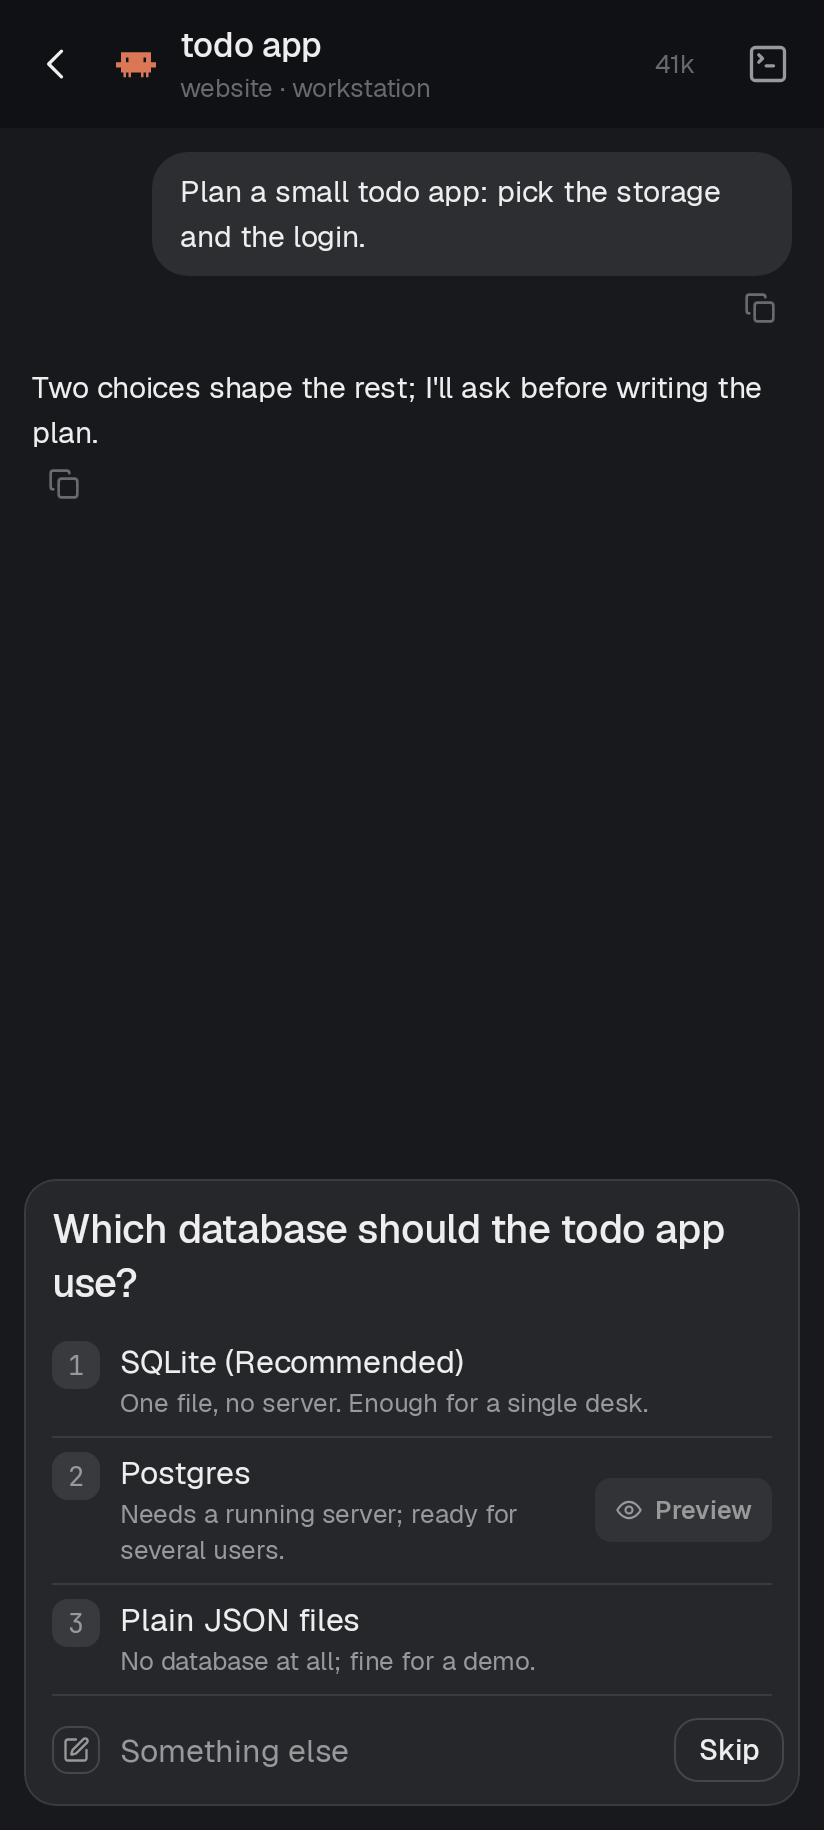 todo app
website · workstation
41k
Plan a small todo app: pick the storage
and the login.
Two choices shape the rest; I'll ask before writing the
plan.
Which database should the todo app
use?
1
SQLite (Recommended)
One file, no server. Enough for a single desk.
2
Postgres
Needs a running server; ready for
several users.
Preview
3
Plain JSON files
No database at all; fine for a demo.
Something else
Skip